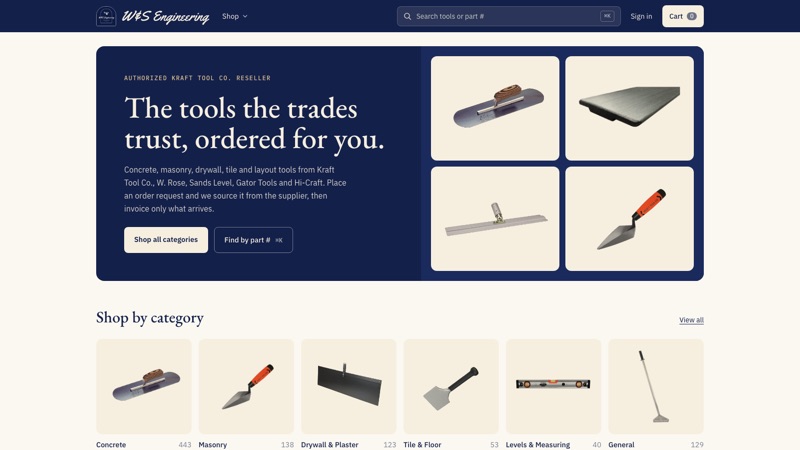 W&S Engineering
Shop
Search tools or part #
⌘K
Sign in
Cart 0
AUTHORIZED KRAFT TOOL CO. RESELLER
The tools the trades
trust, ordered for you.
Concrete, masonry, drywall, tile and layout tools from Kraft
Tool Co., W. Rose, Sands Level, Gator Tools and Hi-Craft. Place
an order request and we source it from the supplier, then
invoice only what arrives.
Shop all categories
Find by part # ⌘K
Shop by category
View all
Concrete 443
Masonry 138
Drywall & Plaster 123
Tile & Floor 53
Levels & Measuring 40
General 129